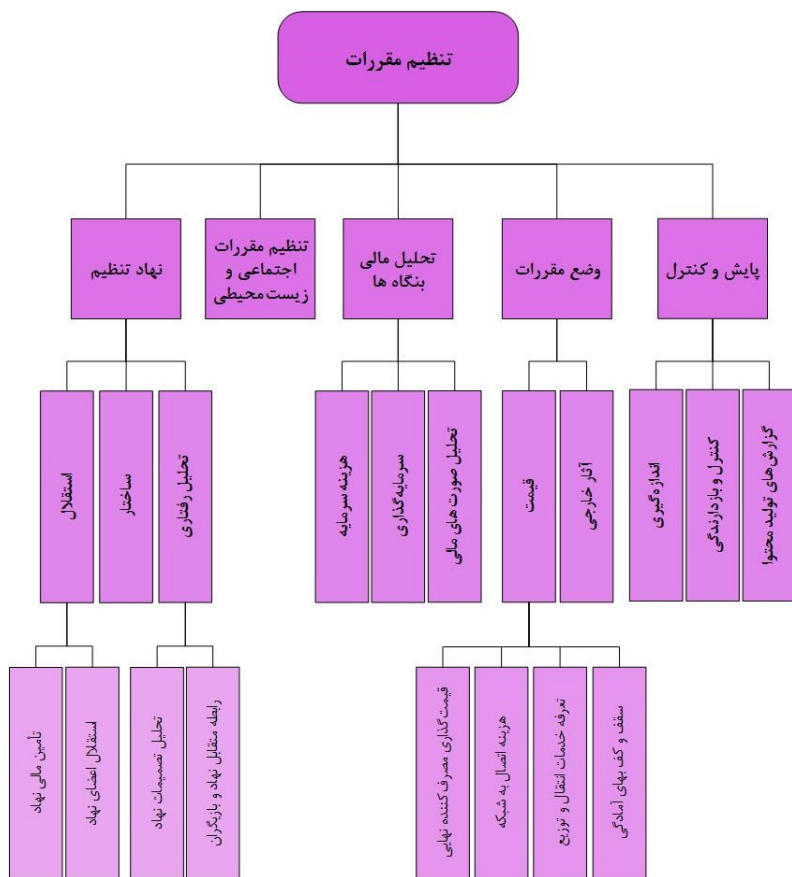 تنظیم مقررات
پایش و کنترل
وضع مقررات
تحلیل مالی
بنگاه ها
تنظیم مقررات
اجتماعی و
زیست‌محیطی
نهاد تنظیم
گزارش‌های تولید محتوا
کنترل و بازدارندگی
اندازه‌گیری
آثار خارجی
قیمت
تحلیل صورت های مالی
سرمایه‌گذاری
هزینه سرمایه
تحلیل رفتاری
ساختار
استقلال
سقف و کف بهای آمادگی
تعرفه خدمات انتقال و توزیع
هزینه اتصال به شبکه
قیمت‌گذاری مصرف‌کننده نهایی
رابطه متقابل نهاد و بازیگران
تحلیل تصمیمات نهاد
استقلال اعضای نهاد
تأمین مالی نهاد